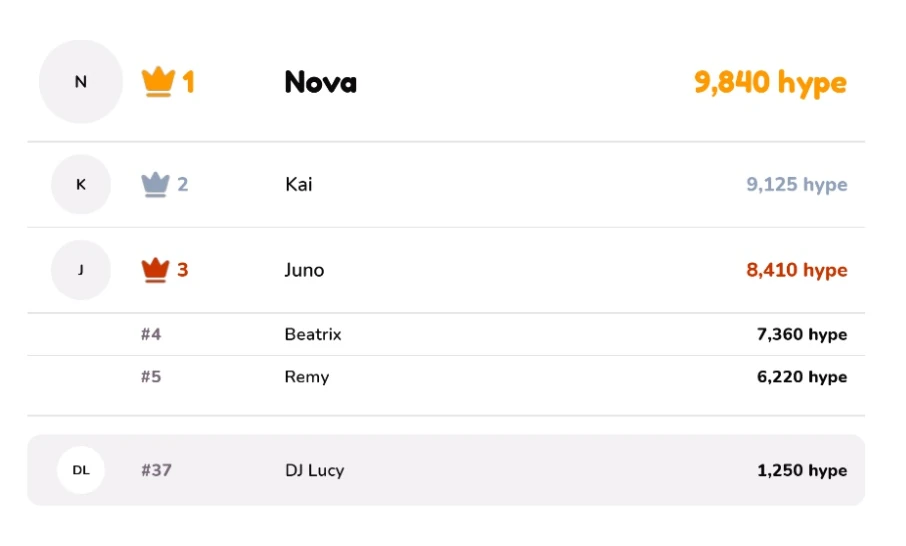 N 1 Nova 9,840 hype
K 2 Kai 9,125 hype
J 3 Juno 8,410 hype
#4 Beatrix 7,360 hype
#5 Remy 6,220 hype
DL #37 DJ Lucy 1,250 hype